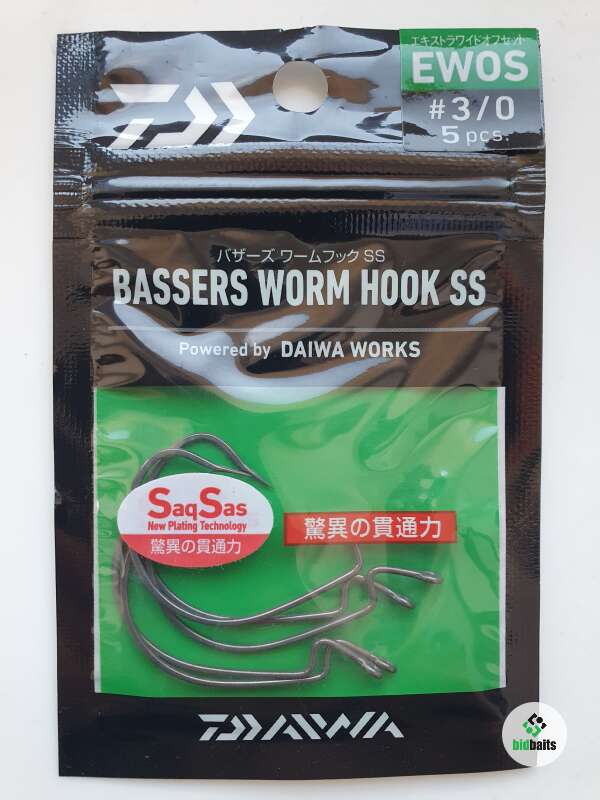 エキストラワイドオフセット
EWOS
#3/0
5 pcs.
バザーズ ワームフック SS
BASSERS WORM HOOK SS
Powered by DAIWA WORKS
SaqSas
New Plating Technology
驚異の貫通力
驚異の貫通力
DAIWA
bidbaits